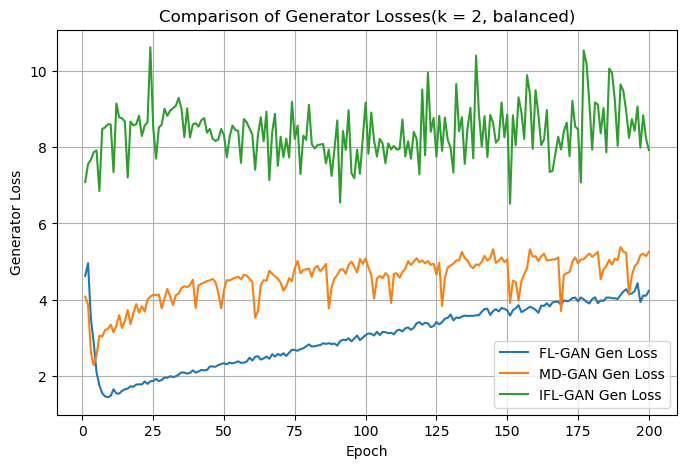 Comparison of Generator Losses(k = 2, balanced)
Generator Loss
10
8
6
4
2
0
25
50
75
100
125
150
175
200
Epoch
FL-GAN Gen Loss
MD-GAN Gen Loss
IFL-GAN Gen Loss